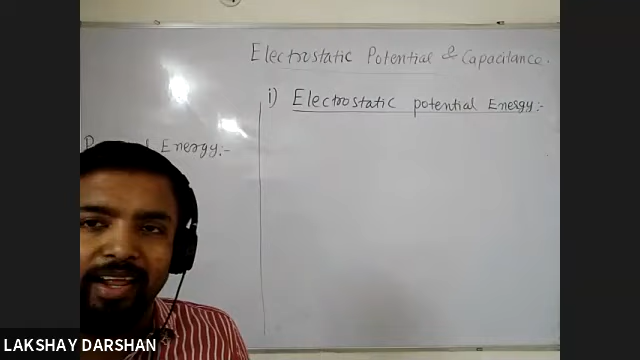 Electrostatic Potential & Capacitance.
i) Electrostatic potential Energy:-
Energy:-
LAKSHAY DARSHAN